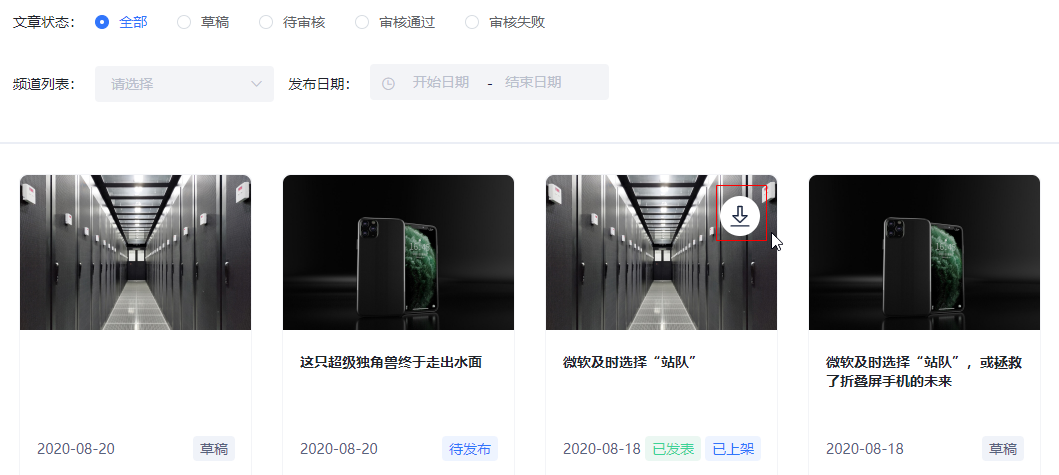 文章状态： 全部 草稿 待审核 审核通过 审核失败
频道列表： 请选择 发布日期： 开始日期 - 结束日期
这只超级独角兽终于走出水面
微软及时选择“站队”
微软及时选择“站队”，或拯救
了折叠屏手机的未来
2020-08-20 草稿
2020-08-20 待发布
2020-08-18 已发表 已上架
2020-08-18 草稿